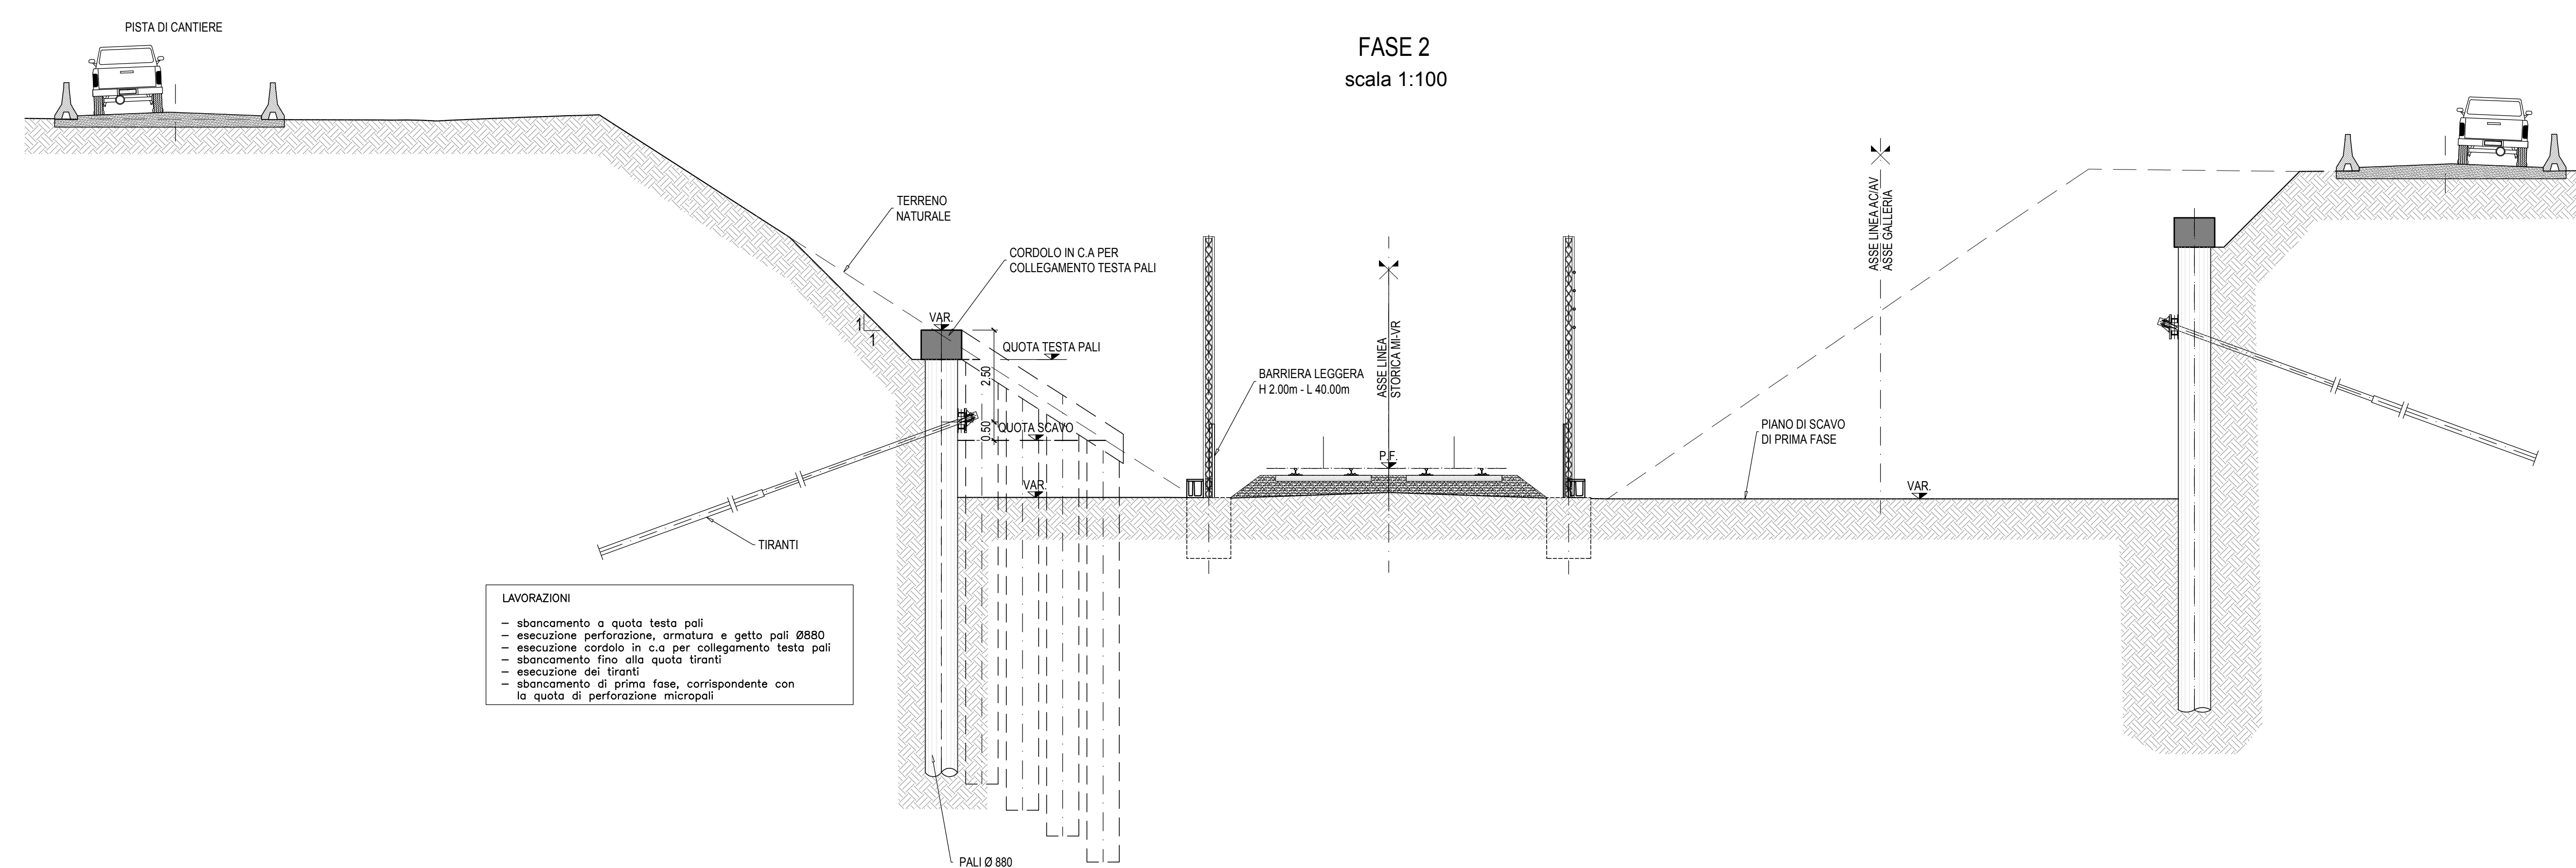 PISTA DI CANTIERE
FASE 2
scala 1:100
TERRENO
NATURALE
CORDOLO IN C.A PER
COLLEGAMENTO TESTA PALI
ASSE LINEA AC/AV
ASSE GALLERIA
VAR.
1
1
QUOTA TESTA PALI
2.50
ASSE LINEA
STORICA MI-VR
BARRIERA LEGGERA
H 2.00m - L 40.00m
QUOTA SCAVO
0.50
PIANO DI SCAVO
DI PRIMA FASE
P.F.
VAR.
VAR.
TIRANTI
LAVORAZIONI
– sbancamento a quota testa pali
– esecuzione perforazione, armatura e getto pali Ø880
– esecuzione cordolo in c.a per collegamento testa pali
– sbancamento fino alla quota tiranti
– esecuzione dei tiranti
– sbancamento di prima fase, corrispondente con
la quota di perforazione micropali
PALI Ø 880